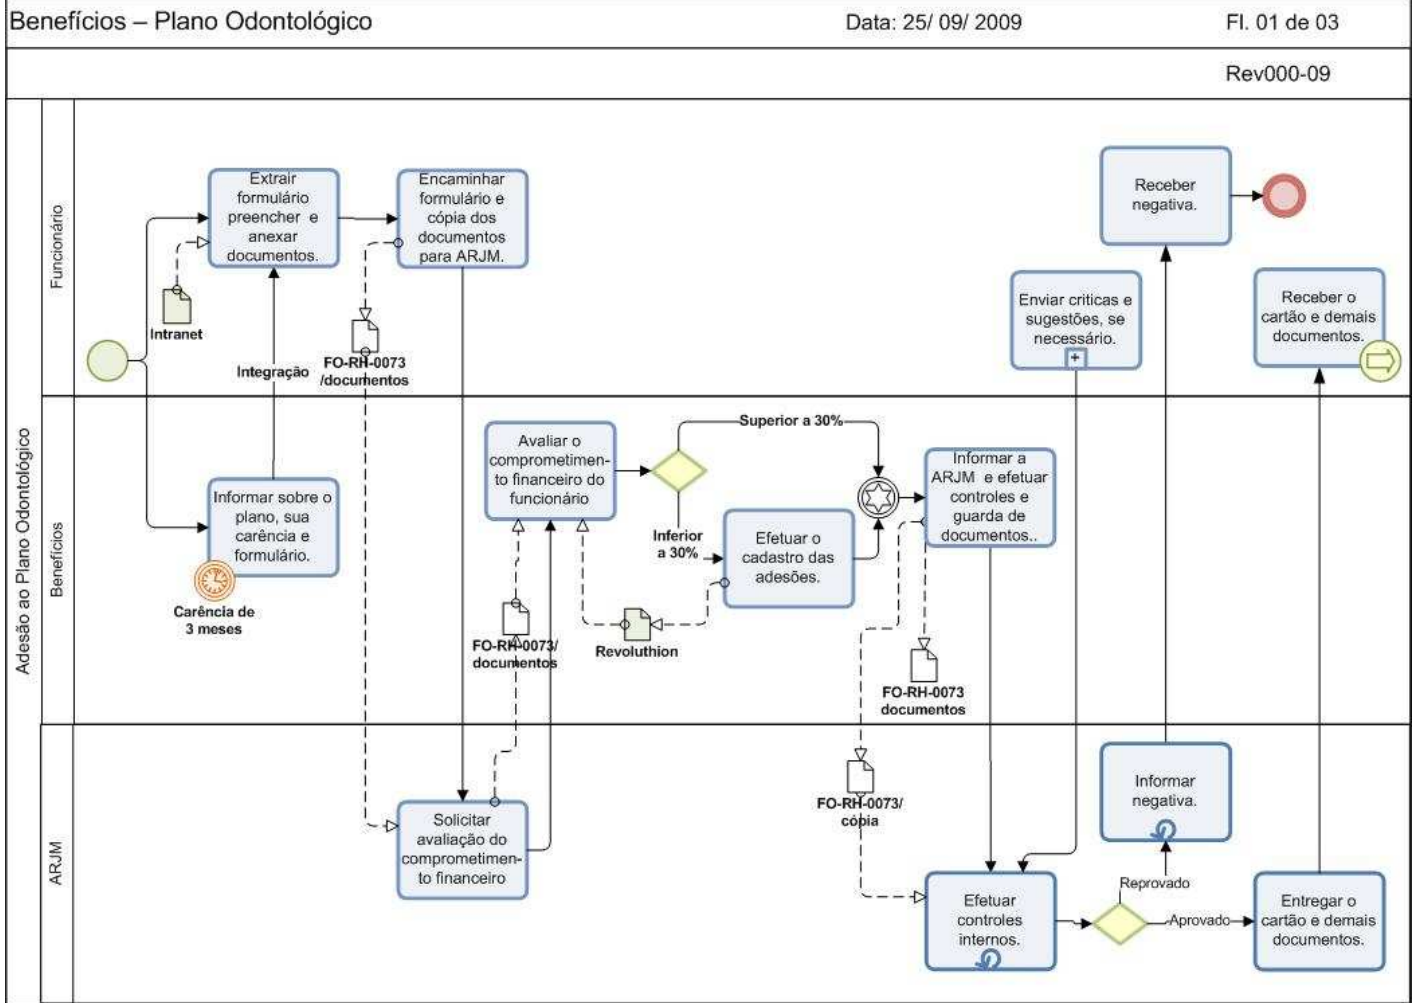 Benefícios – Plano Odontológico
Data: 25/ 09/ 2009
Fl. 01 de 03
Rev000-09
Adesão ao Plano Odontológico
Funcionário
Extrair
formulário
preencher e
anexar
documentos.
Encaminhar
formulário e
cópia dos
documentos
para ARJM.
Intranet
Integração
FO-RH-0073
/documentos
Receber
negativa.
Enviar criticas e
sugestões, se
necessário.
Receber o
cartão e demais
documentos.
Benefícios
Informar sobre o
plano, sua
carência e
formulário.
Carência de
3 meses
Avaliar o
comprometimen-
to financeiro do
funcionário
Superior a 30%
Inferior
a 30%
Efetuar o
cadastro das
adesões.
Informar a
ARJM e efetuar
controles e
guarda de
documentos..
FO-RH-0073/
documentos
Revoluthion
FO-RH-0073
documentos
ARJM
Solicitar
avaliação do
comprometimen-
to financeiro
FO-RH-0073/
cópia
Efetuar
controles
internos.
Informar
negativa.
Reprovado
Aprovado
Entregar o
cartão e demais
documentos.